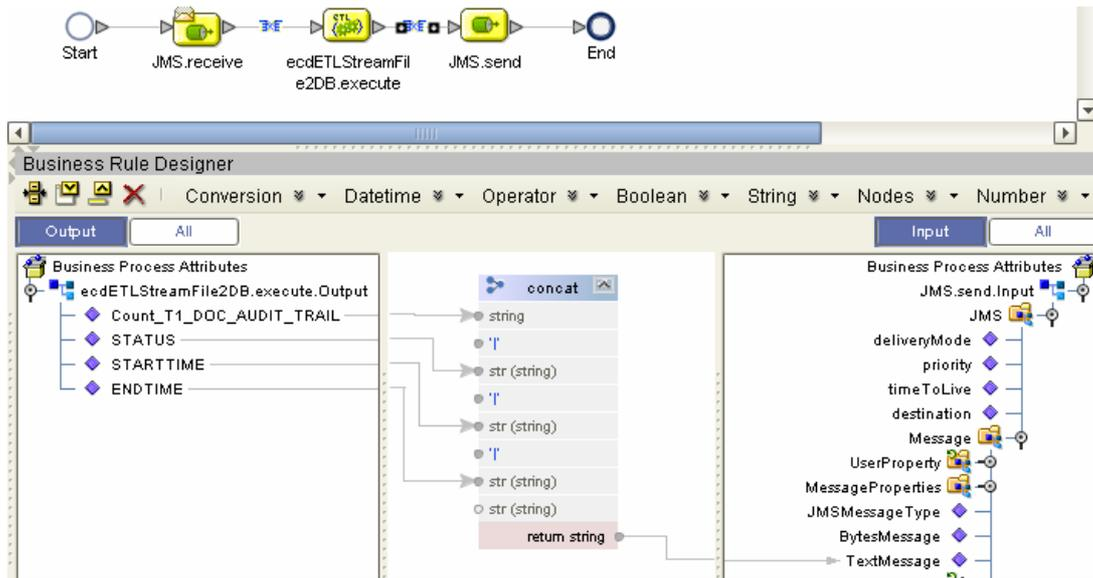 Start
JMS.receive
ecdETLStreamFil
e2DB.execute
JMS.send
End
Business Rule Designer
Conversion Datetime Operator Boolean String Nodes Number
Output All Input All
Business Process Attributes
ecdETLStreamFile2DB.execute.Output
Count_T1_DOC_AUDIT_TRAIL
STATUS
STARTTIME
ENDTIME
concat
string
'|'
str (string)
'|'
str (string)
'|'
str (string)
str (string)
return string
Business Process Attributes
JMS.send.Input
JMS
deliveryMode
priority
timeToLive
destination
Message
UserProperty
MessageProperties
JMSMessageType
BytesMessage
TextMessage